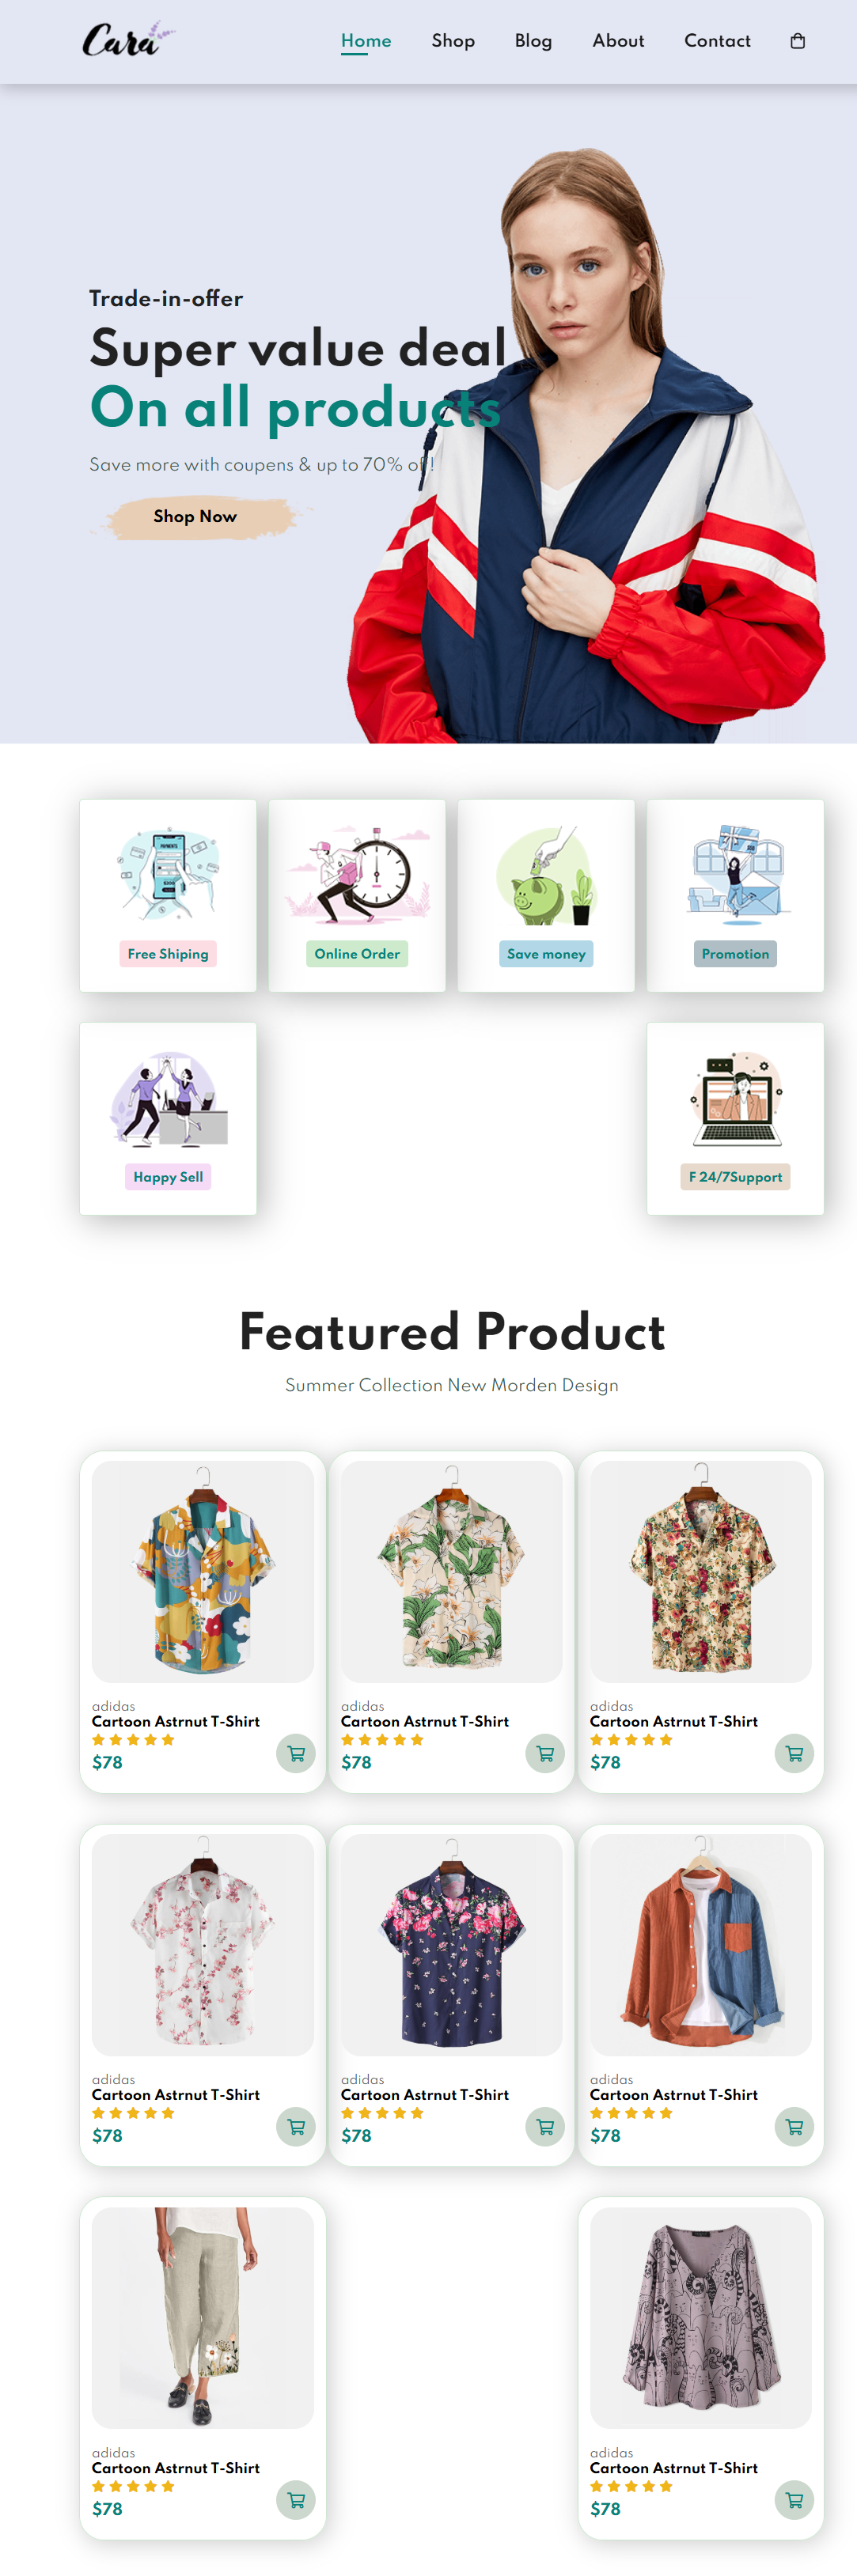 Cara
Home Shop Blog About Contact
Trade-in-offer
Super value deal
On all products
Save more with coupens & up to 70% off!
Free Shiping Online Order Save money Promotion
Happy Sell F 24/7Support
Featured Product
Summer Collection New Morden Design
adidas adidas adidas
Cartoon Astrnut T-Shirt Cartoon Astrnut T-Shirt Cartoon Astrnut T-Shirt
$78 $78 $78
adidas adidas adidas
Cartoon Astrnut T-Shirt Cartoon Astrnut T-Shirt Cartoon Astrnut T-Shirt
$78 $78 $78
adidas adidas
Cartoon Astrnut T-Shirt Cartoon Astrnut T-Shirt
$78 $78